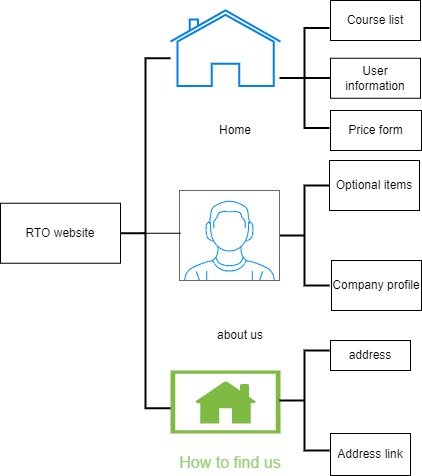 Course list
User
information
Home
Price form
Optional items
RTO website
Company profile
about us
address
How to find us
Address link